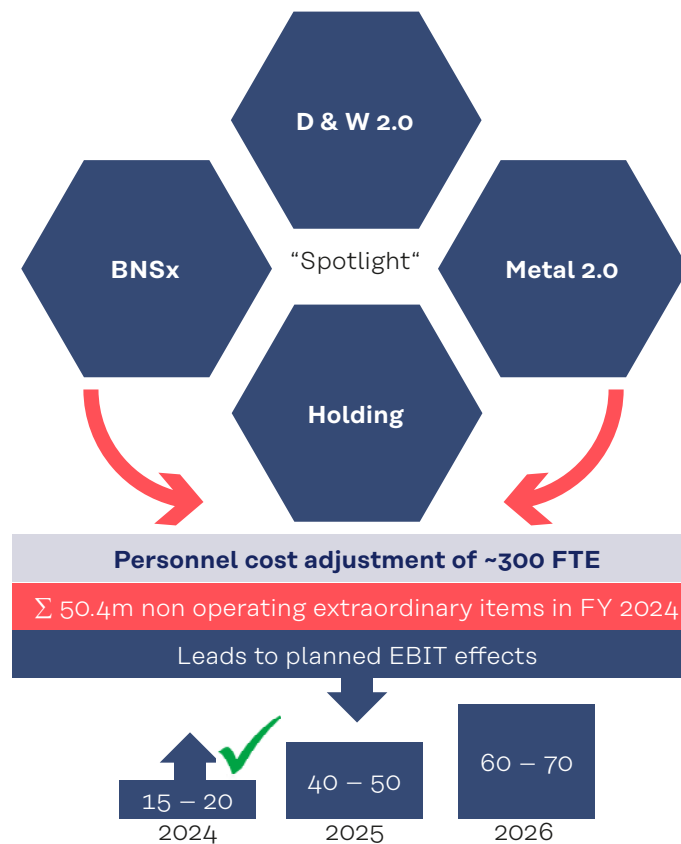 D & W 2.0
BNSx
“Spotlight“
Metal 2.0
Holding
Personnel cost adjustment of ~300 FTE
∑ 50.4m non operating extraordinary items in FY 2024
Leads to planned EBIT effects
15 – 20
40 – 50
60 – 70
2024
2025
2026